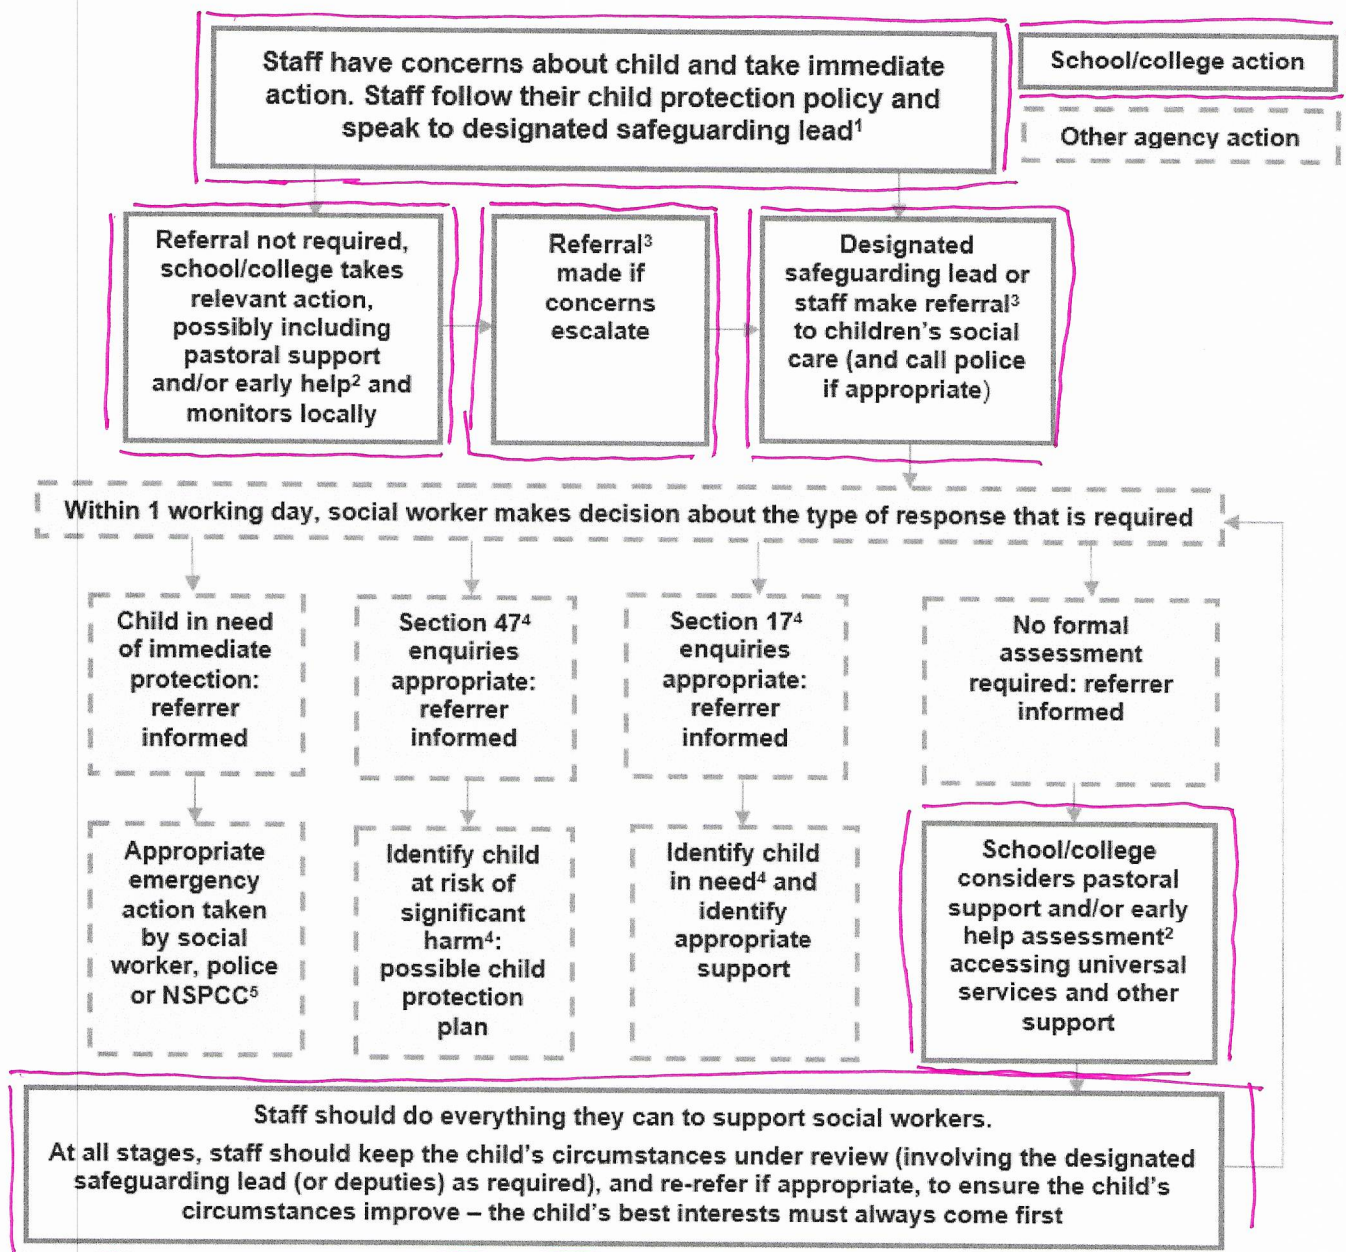 Staff have concerns about child and take immediate
action. Staff follow their child protection policy and
speak to designated safeguarding lead¹
School/college action
Other agency action
Referral not required,
school/college takes
relevant action,
possibly including
pastoral support
and/or early help² and
monitors locally
Referral³
made if
concerns
escalate
Designated
safeguarding lead or
staff make referral³
to children's social
care (and call police
if appropriate)
Within 1 working day, social worker makes decision about the type of response that is required
Child in need
of immediate
protection:
referrer
informed
Section 47⁴
enquiries
appropriate:
referrer
informed
Section 17⁴
enquiries
appropriate:
referrer
informed
No formal
assessment
required: referrer
informed
Appropriate
emergency
action taken
by social
worker, police
or NSPCC⁵
Identify child
at risk of
significant
harm⁴:
possible child
protection
plan
Identify child
in need⁴ and
identify
appropriate
support
School/college
considers pastoral
support and/or early
help assessment²
accessing universal
services and other
support
Staff should do everything they can to support social workers.
At all stages, staff should keep the child's circumstances under review (involving the designated
safeguarding lead (or deputies) as required), and re-refer if appropriate, to ensure the child's
circumstances improve – the child's best interests must always come first